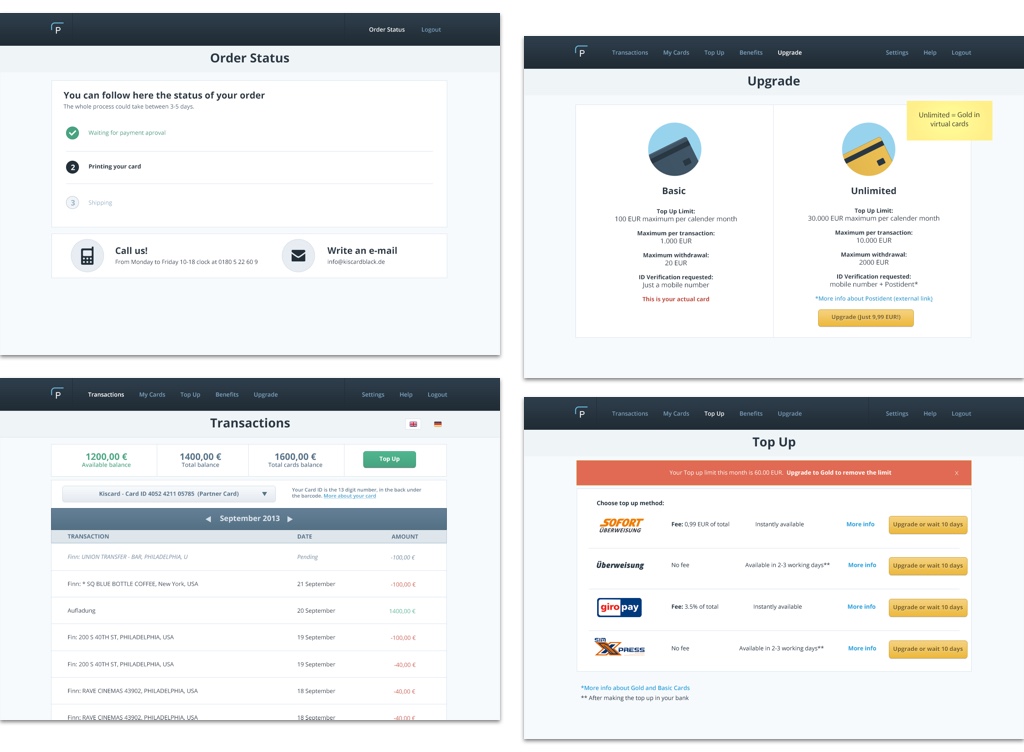 P
Order Status Logout
Order Status
You can follow here the status of your order
The whole process could take between 3-5 days.
Waiting for payment aproval
2 Printing your card
3 Shipping
Call us!
From Monday to Friday 10-18 clock at 0180 5 22 60 9
Write an e-mail
info@kiscardblack.de
P
Transactions My Cards Top Up Benefits Upgrade Settings Help Logout
Upgrade
Unlimited = Gold in
virtual cards
Basic
Top Up Limit:
100 EUR maximum per calender month
Maximum per transaction:
1.000 EUR
Maximum withdrawal:
20 EUR
ID Verification requested:
Just a mobile number
This is your actual card
Unlimited
Top Up Limit:
30.000 EUR maximum per calender month
Maximum per transaction:
10.000 EUR
Maximum withdrawal:
2000 EUR
ID Verification requested:
mobile number + Postident*
*More info about Postident (external link)
Upgrade (Just 9,99 EUR!)
P
Transactions My Cards Top Up Benefits Upgrade Settings Help Logout
Transactions
1200,00 €
Available balance
1400,00 €
Total balance
1600,00 €
Total cards balance
Top Up
Kiscard - Card ID 4052 4211 05785 (Partner Card)
Your Card ID is the 13 digit number, in the back under
the barcode. More about your card
September 2013
TRANSACTION DATE AMOUNT
Finn: UNION TRANSFER - BAR, PHILADELPHIA, U Pending -100,00 €
Finn: * SQ BLUE BOTTLE COFFEE, New York, USA 21 September -100,00 €
Aufladung 20 September 1400,00 €
Fin: 200 S 40TH ST, PHILADELPHIA, USA 19 September -100,00 €
Fin: 200 S 40TH ST, PHILADELPHIA, USA 19 September -40,00 €
Finn: RAVE CINEMAS 43902, PHILADELPHIA, USA 18 September -40,00 €
Finn: RAVE CINEMAS 43902, PHILADELPHIA, USA 18 September -40,00 €
P
Transactions My Cards Top Up Benefits Upgrade Settings Help Logout
Top Up
Your Top up limit this month is 60.00 EUR. Upgrade to Gold to remove the limit x
Choose top up method:
SOFORT
ÜBERWEISUNG
Fee: 0,99 EUR of total Instantly available More info Upgrade or wait 10 days
Überweisung No fee Available in 2-3 working days** More info Upgrade or wait 10 days
giropay Fee: 3.5% of total Instantly available More info Upgrade or wait 10 days
SIM
XPRESS No fee Available in 2-3 working days** More info Upgrade or wait 10 days
*More info about Gold and Basic Cards
** After making the top up in your bank